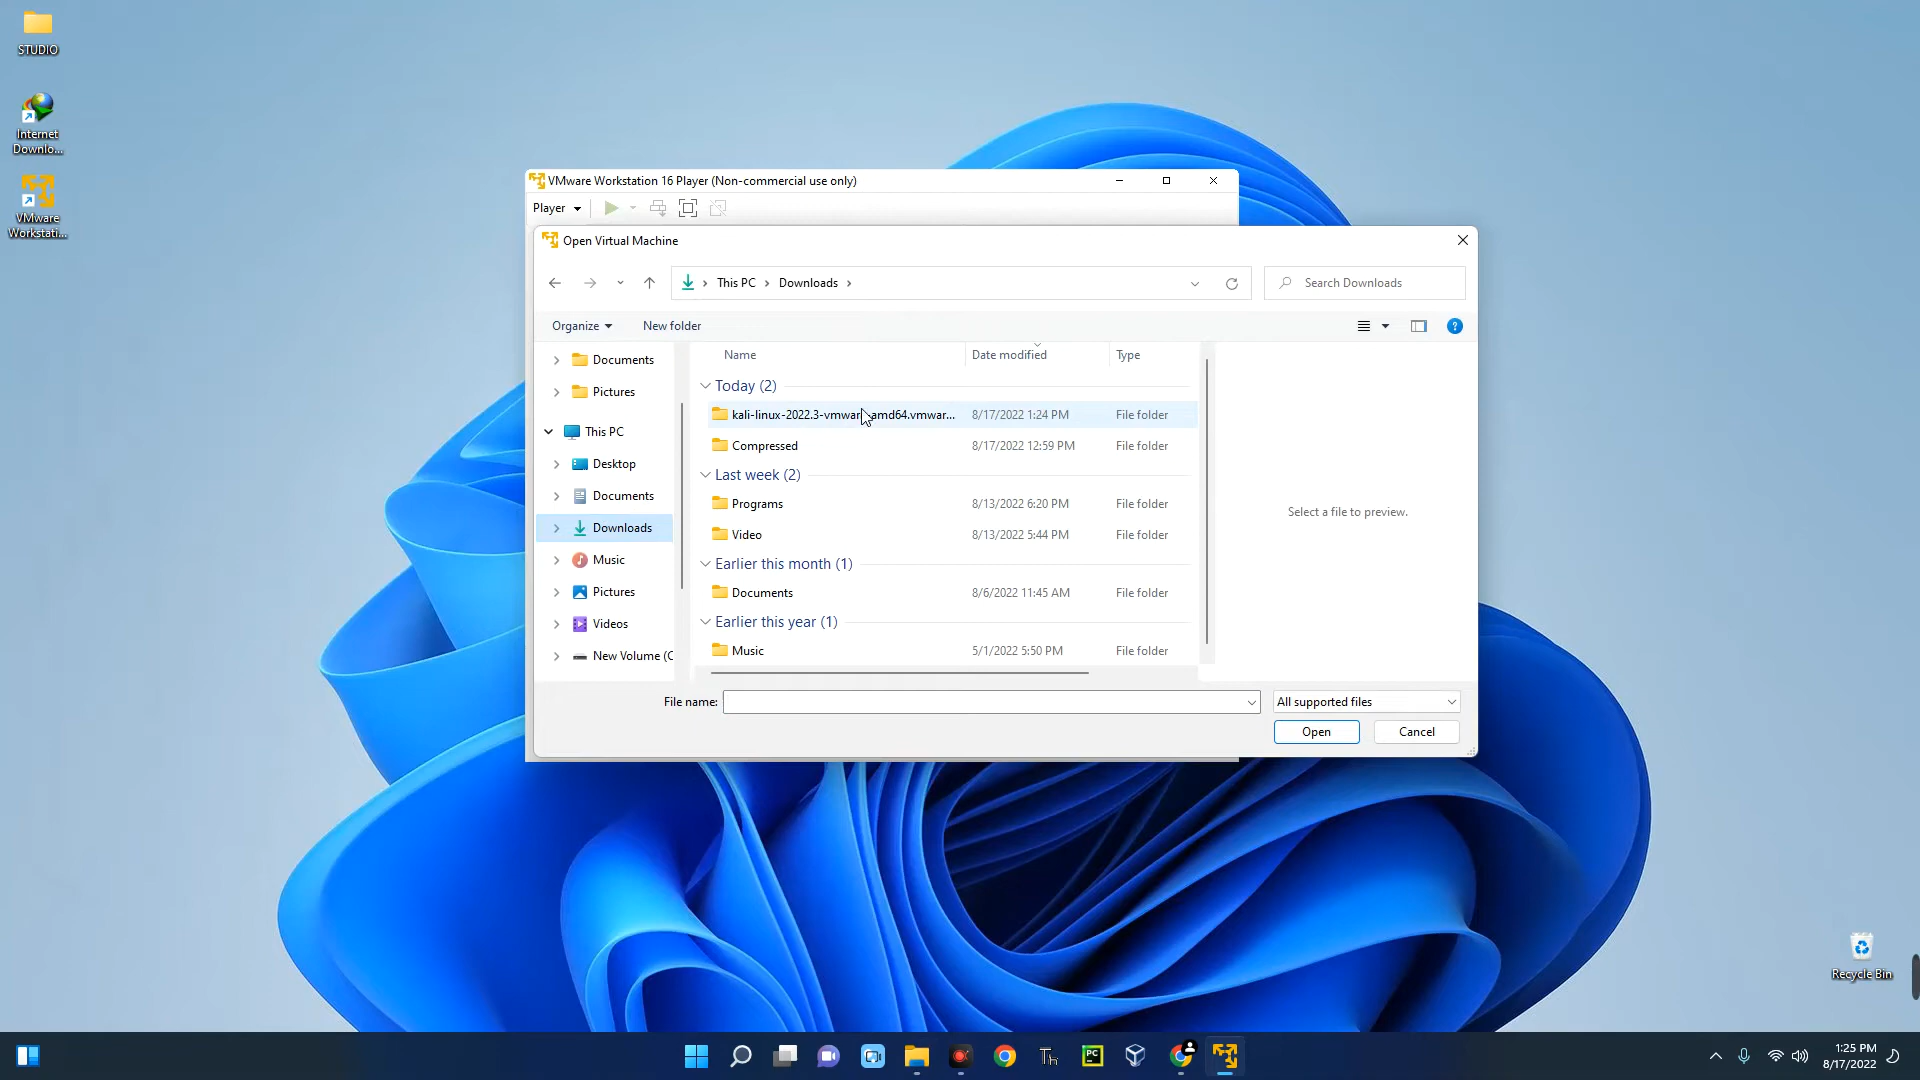 STUDIO
Internet
Downlo...
VMware
Workstati...
VMware Workstation 16 Player (Non-commercial use only)
Player
Open Virtual Machine
This PC
Downloads
Search Downloads
Organize
New folder
Name
Date modified
Type
Documents
Pictures
This PC
Desktop
Documents
Downloads
Music
Pictures
Videos
New Volume (C
Today (2)
kali-linux-2022.3-vmware-amd64.vmwar... 8/17/2022 1:24 PM File folder
Compressed 8/17/2022 12:59 PM File folder
Last week (2)
Programs 8/13/2022 6:20 PM File folder
Video 8/13/2022 5:44 PM File folder
Earlier this month (1)
Documents 8/6/2022 11:45 AM File folder
Earlier this year (1)
Music 5/1/2022 5:50 PM File folder
Select a file to preview.
File name:
All supported files
Open
Cancel
Recycle Bin
Th
PC
1:25 PM
8/17/2022